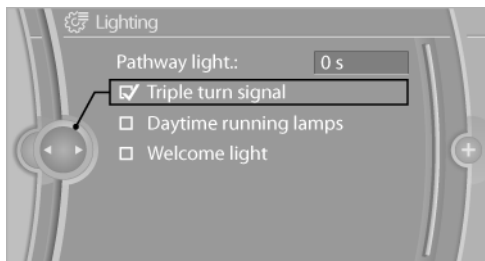 Lighting
Pathway light.: 0 s
Triple turn signal
Daytime running lamps
Welcome light